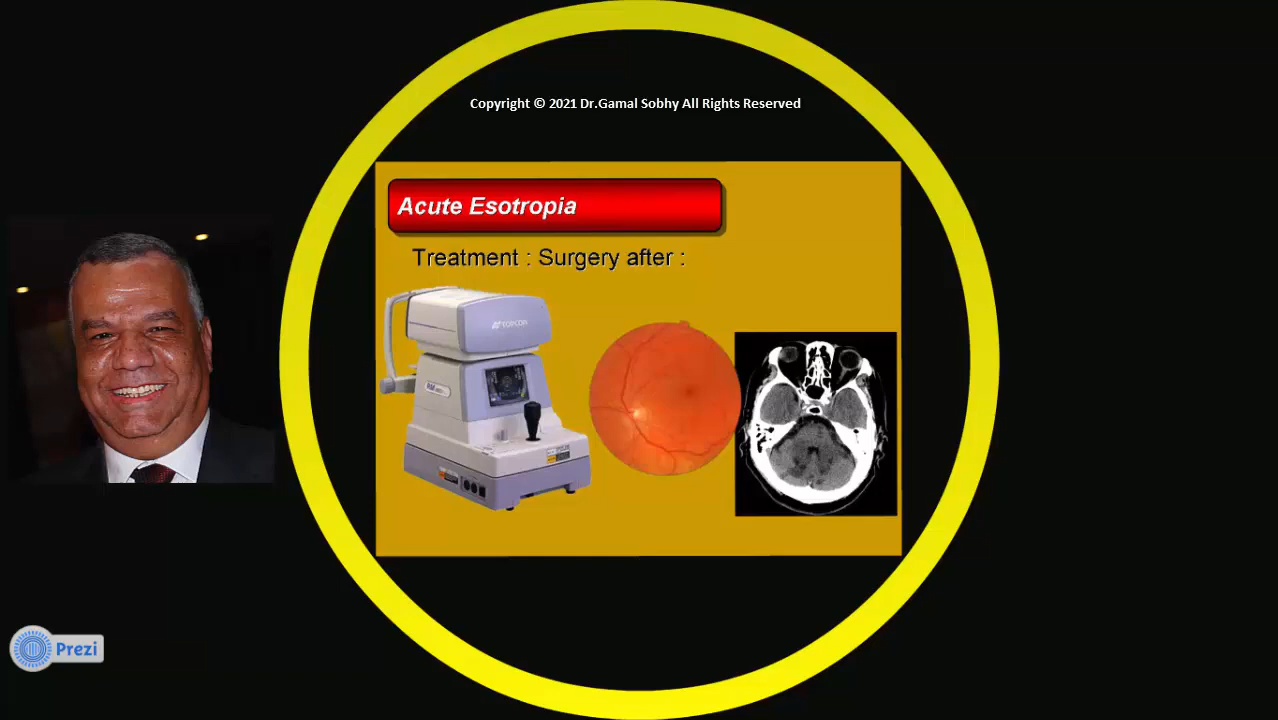 Copyright © 2021 Dr.Gamal Sobhy All Rights Reserved
Acute Esotropia
Treatment : Surgery after :
TOPCON
Prezi